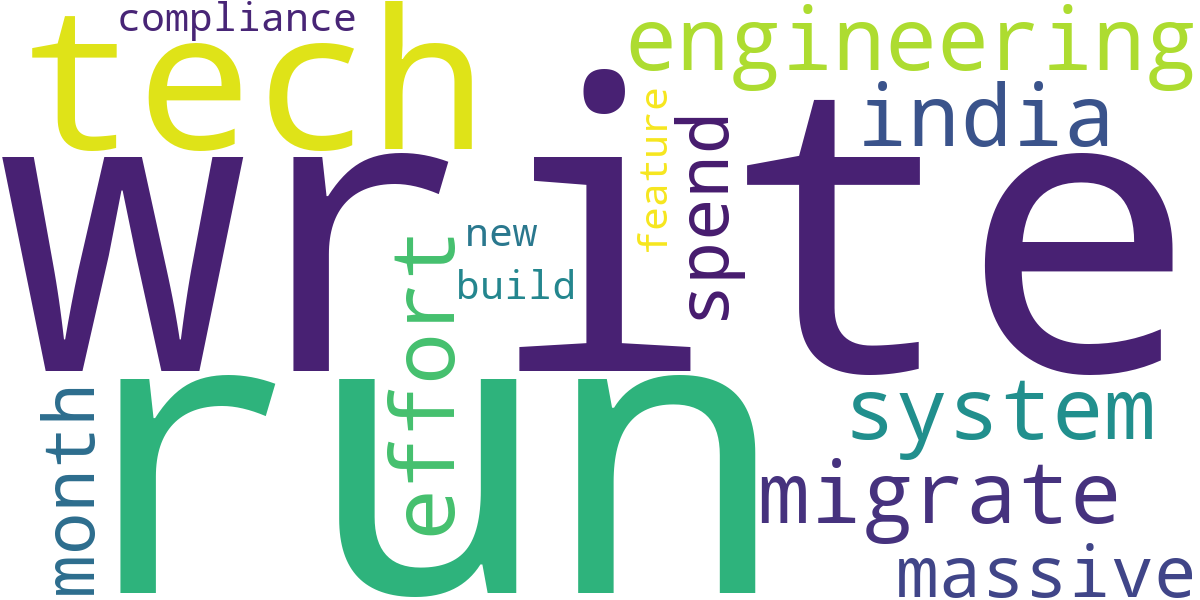 compliance
tech
engineering
india
feature
spend
write
new
build
effort
run
month
system
migrate
massive